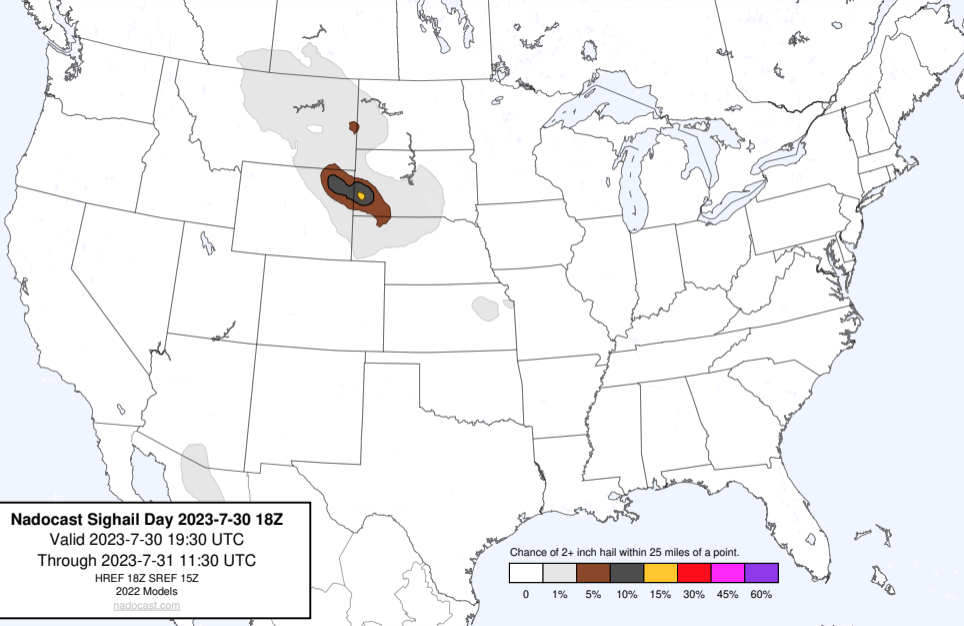 Nadocast Sighail Day 2023-7-30 18Z
Valid 2023-7-30 19:30 UTC
Through 2023-7-31 11:30 UTC
HREF 18Z SREF 15Z
2022 Models
nadocast.com
Chance of 2+ inch hail within 25 miles of a point.
0 1% 5% 10% 15% 30% 45% 60%